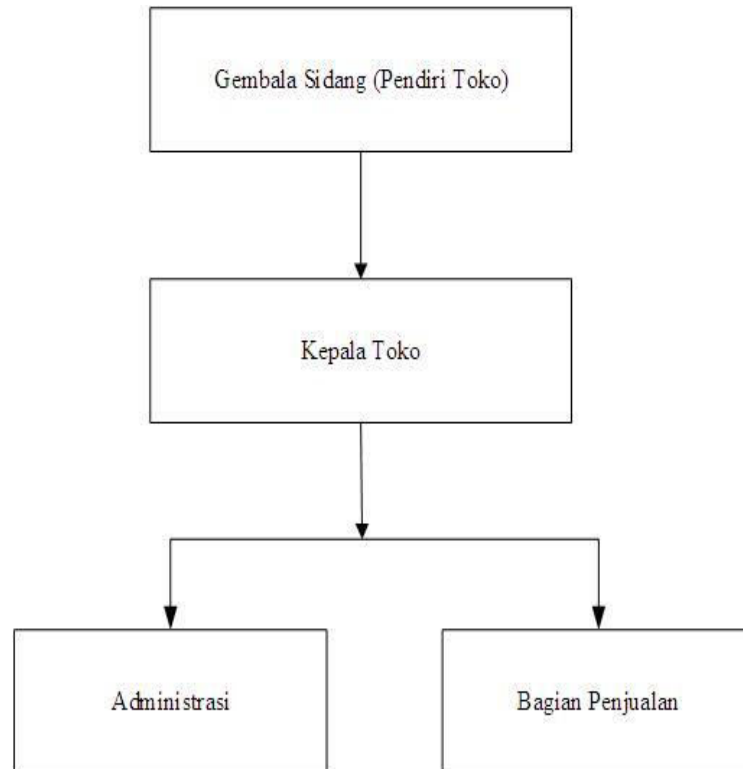 Gembala Sidang (Pendiri Toko)
Kepala Toko
Administrasi
Bagian Penjualan